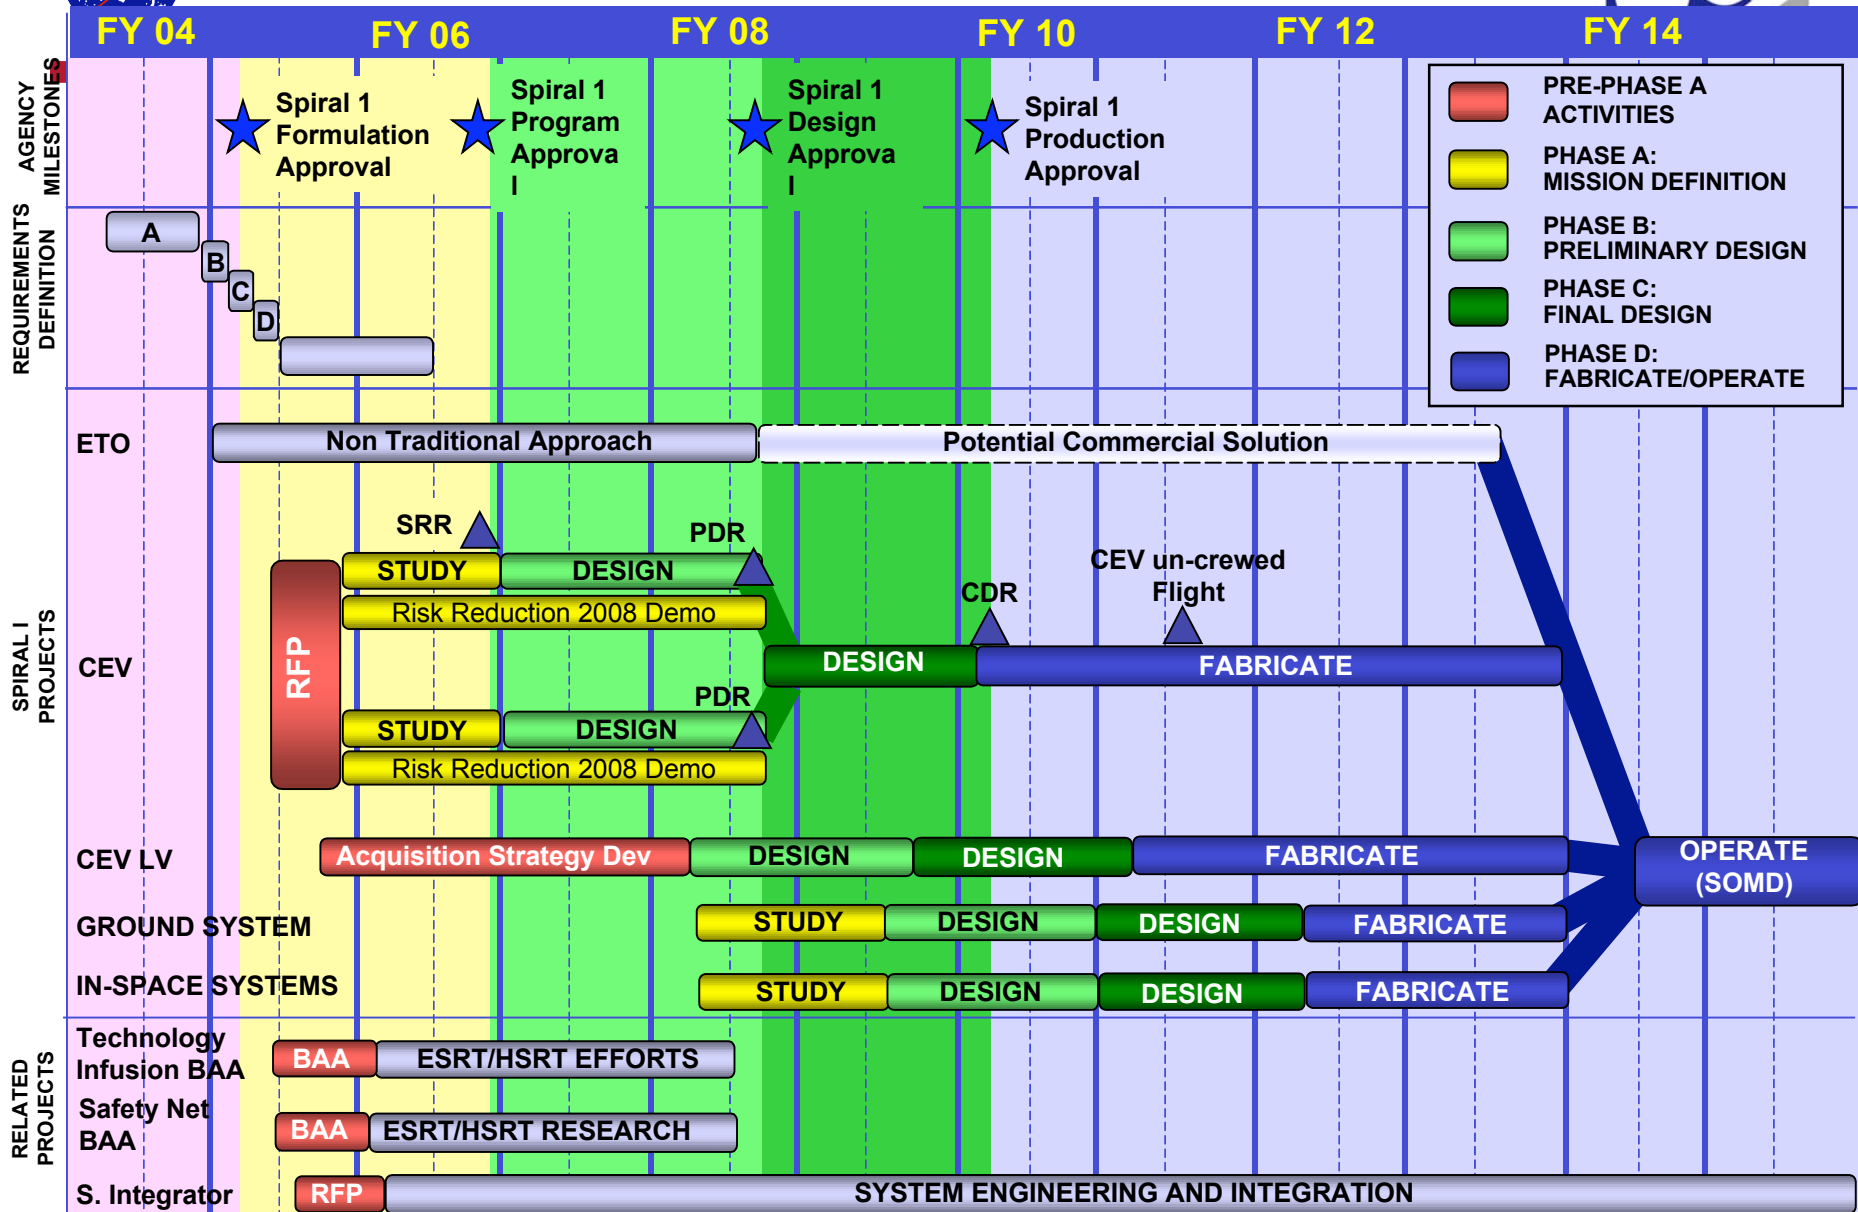 FY 04
FY 06
FY 08
FY 10
FY 12
FY 14
AGENCY
MILESTONES
Spiral 1
Formulation
Approval
Spiral 1
Program
Approva
l
Spiral 1
Design
Approva
l
Spiral 1
Production
Approval
PRE-PHASE A
ACTIVITIES
PHASE A:
MISSION DEFINITION
PHASE B:
PRELIMINARY DESIGN
PHASE C:
FINAL DESIGN
PHASE D:
FABRICATE/OPERATE
REQUIREMENTS
DEFINITION
A
B
C
D
SPIRAL I
PROJECTS
ETO
Non Traditional Approach
Potential Commercial Solution
CEV
RFP
SRR
PDR
STUDY
DESIGN
Risk Reduction 2008 Demo
CDR
CEV un-crewed
Flight
DESIGN
FABRICATE
PDR
STUDY
DESIGN
Risk Reduction 2008 Demo
CEV LV
Acquisition Strategy Dev
DESIGN
DESIGN
FABRICATE
OPERATE
(SOMD)
GROUND SYSTEM
STUDY
DESIGN
DESIGN
FABRICATE
IN-SPACE SYSTEMS
STUDY
DESIGN
DESIGN
FABRICATE
RELATED
PROJECTS
Technology
Infusion BAA
BAA
ESRT/HSRT EFFORTS
Safety Net
BAA
BAA
ESRT/HSRT RESEARCH
S. Integrator
RFP
SYSTEM ENGINEERING AND INTEGRATION